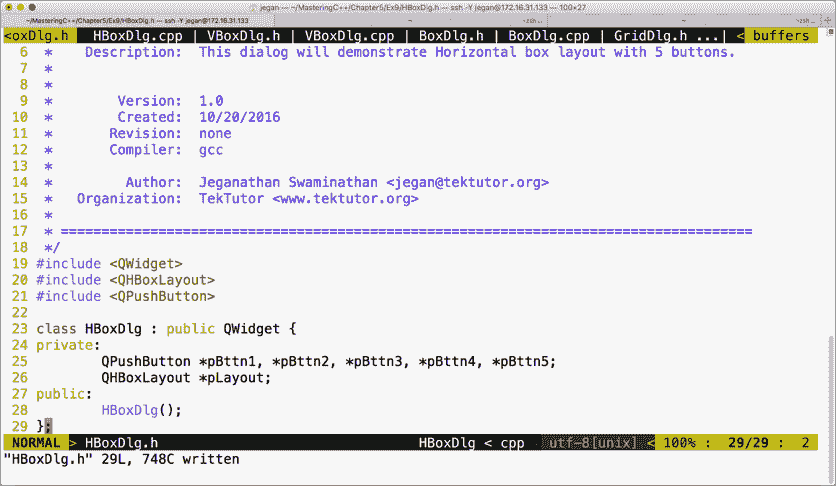 jegan — ~/MasteringC++/Chapter5/Ex9/HBoxDlg.h — ssh -Y jegan@172.16.31.133 — 100×27
~/MasteringC++/Chapter5/Ex9/HBoxDlg.h — ssh -Y jegan@172.16.31.133 ~ ~zsh ... ~ ~zsh ... +
<oxDlg.h HBoxDlg.cpp | VBoxDlg.h | VBoxDlg.cpp | BoxDlg.h | BoxDlg.cpp | GridDlg.h ...| < buffers
6 * Description: This dialog will demonstrate Horizontal box layout with 5 buttons.
7 *
8 *
9 * Version: 1.0
10 * Created: 10/20/2016
11 * Revision: none
12 * Compiler: gcc
13 *
14 * Author: Jeganathan Swaminathan <jegan@tektutor.org>
15 * Organization: TekTutor <www.tektutor.org>
16 *
17 * =====================================================================================
18 */
19 #include <QWidget>
20 #include <QHBoxLayout>
21 #include <QPushButton>
22
23 class HBoxDlg : public QWidget {
24 private:
25 QPushButton *pBttn1, *pBttn2, *pBttn3, *pBttn4, *pBttn5;
26 QHBoxLayout *pLayout;
27 public:
28 HBoxDlg();
29 };
NORMAL > HBoxDlg.h HBoxDlg < cpp utf-8[unix] < 100% : 29/29 : 2
"HBoxDlg.h" 29L, 748C written